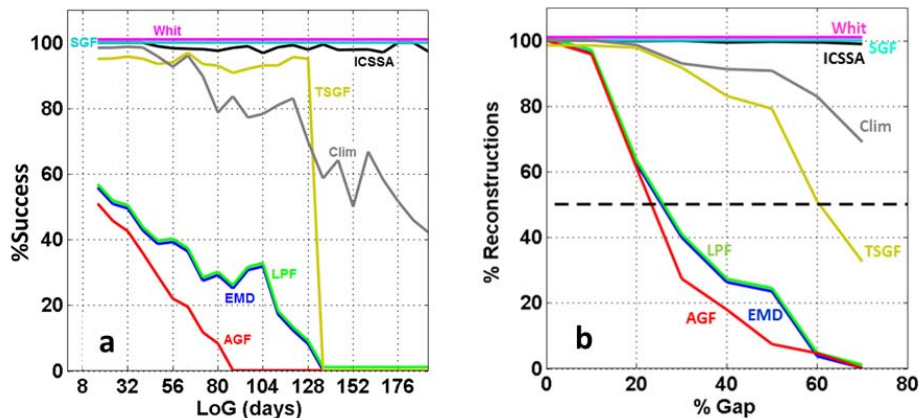 Whit
SGF
100
ICSSA
TSGF
80
Clim
60
40
LPF
EMD
20
AGF
a
0
8 32 56 80 104 128 152 176
LoG (days)
%Success
Whit
100
SGF
ICSSA
80
Clim
60
40
LPF
TSGF
20
AGF
EMD
b
0
0 20 40 60 80
% Gap
% Reconstructions